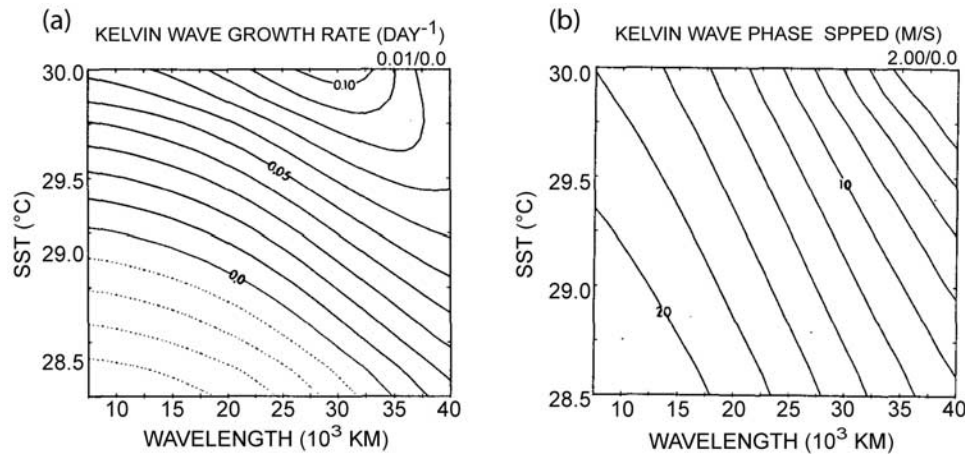 (a)
KELVIN WAVE GROWTH RATE (DAY-1)
0.01/0.0
30.0
29.5
29.0
28.5
SST (°C)
0.10
0.05
0.0
10 15 20 25 30 35 40
WAVELENGTH (10³ KM)
(b)
KELVIN WAVE PHASE SPPED (M/S)
2.00/0.0
30.0
29.5
29.0
28.5
SST (°C)
10
20
10 15 20 25 30 35 40
WAVELENGTH (10³ KM)